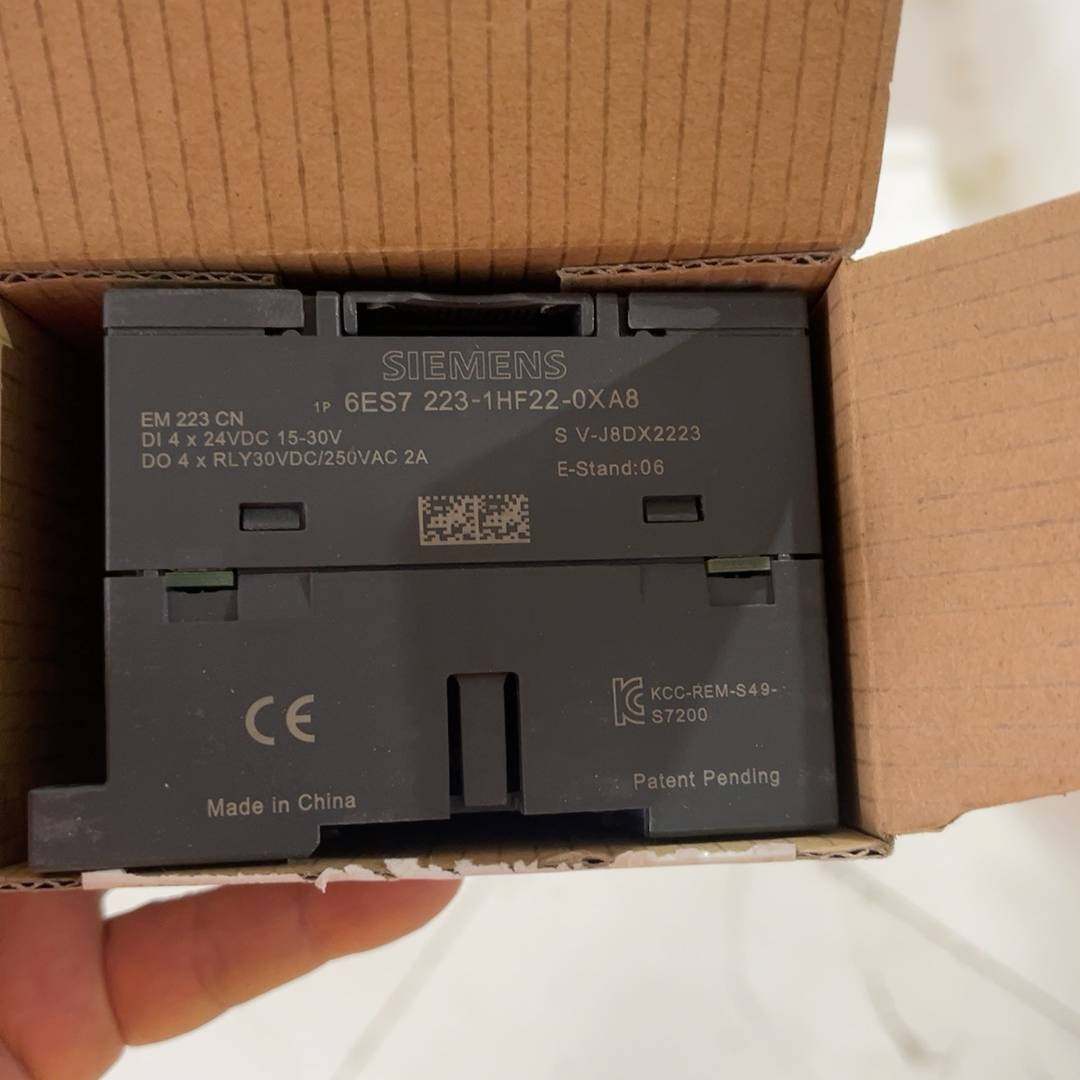 SIEMENS
1P 6ES7 223-1HF22-0XA8
EM 223 CN
DI 4 x 24VDC 15-30V
DO 4 x RLY30VDC/250VAC 2A
S V-J8DX2223
E-Stand:06
CE
KCC-REM-S49-
S7200
Patent Pending
Made in China